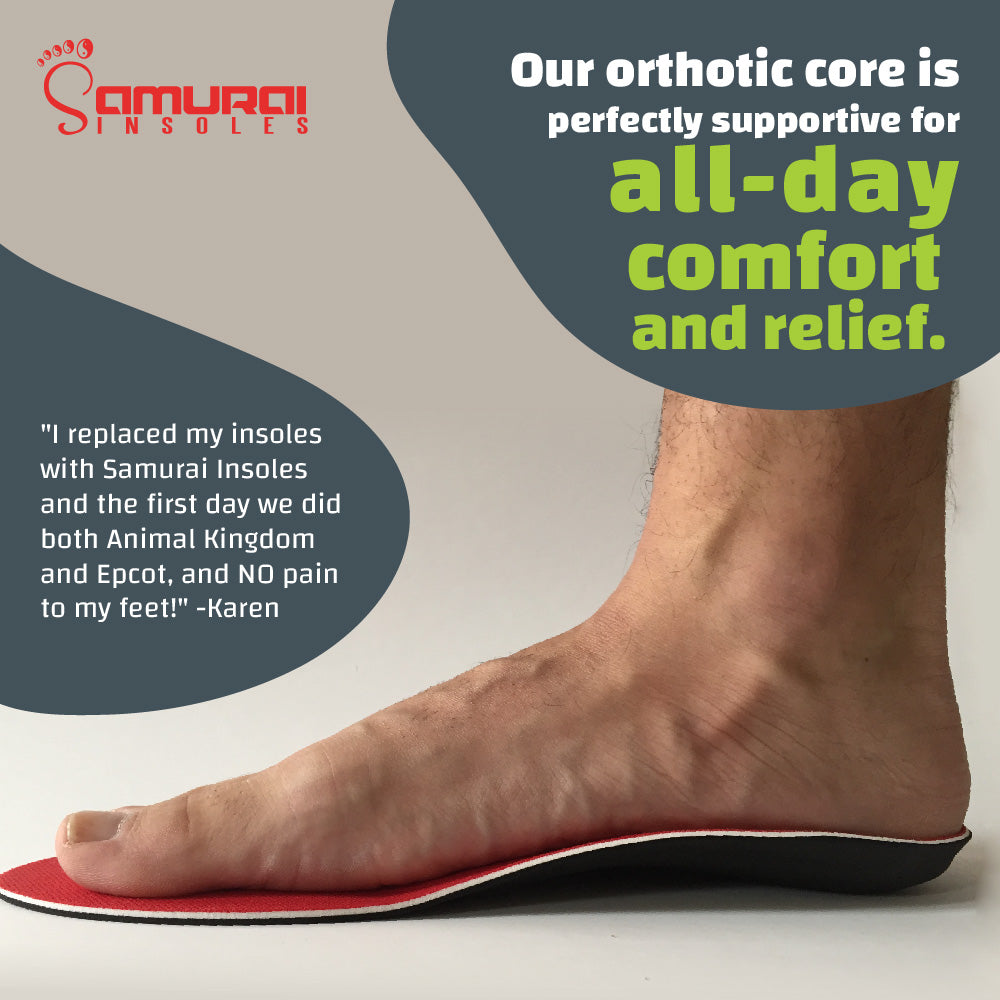 SAMURAI
INSOLES
Our orthotic core is
perfectly supportive for
all-day
comfort
and relief.
"I replaced my insoles
with Samurai Insoles
and the first day we did
both Animal Kingdom
and Epcot, and NO pain
to my feet!" -Karen